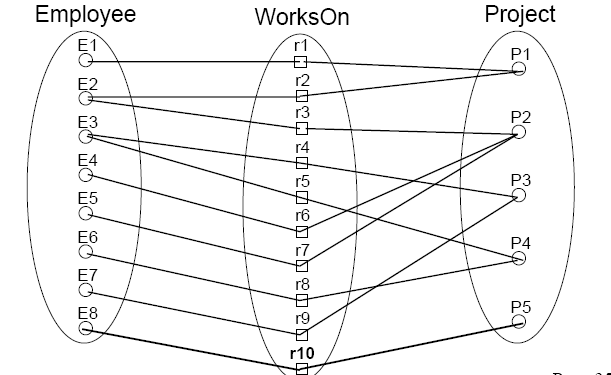 Employee WorksOn Project
E1 r1 P1
E2 r2
r3 P2
E3 r4
E4 r5 P3
E5 r6
E6 r7 P4
E7 r8
r9 P5
E8 r10